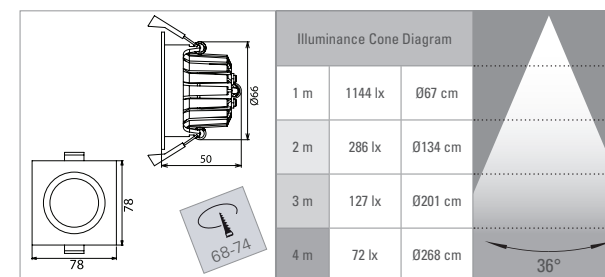 Ø66
50
78
78
68-74
Illuminance Cone Diagram
1 m 1144 lx Ø67 cm
2 m 286 lx Ø134 cm
3 m 127 lx Ø201 cm
4 m 72 lx Ø268 cm
36°